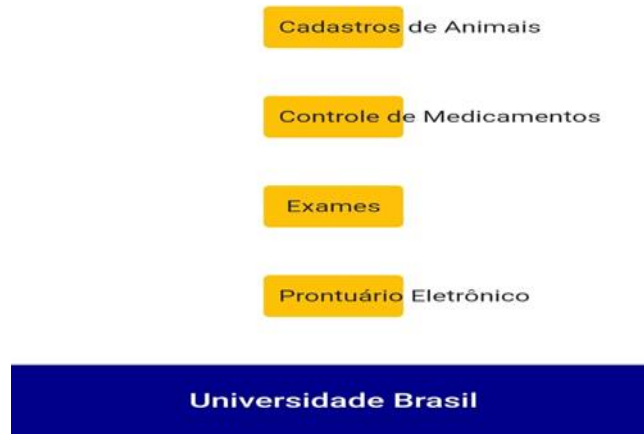 Cadastros de Animais
Controle de Medicamentos
Exames
Prontuário Eletrônico
Universidade Brasil